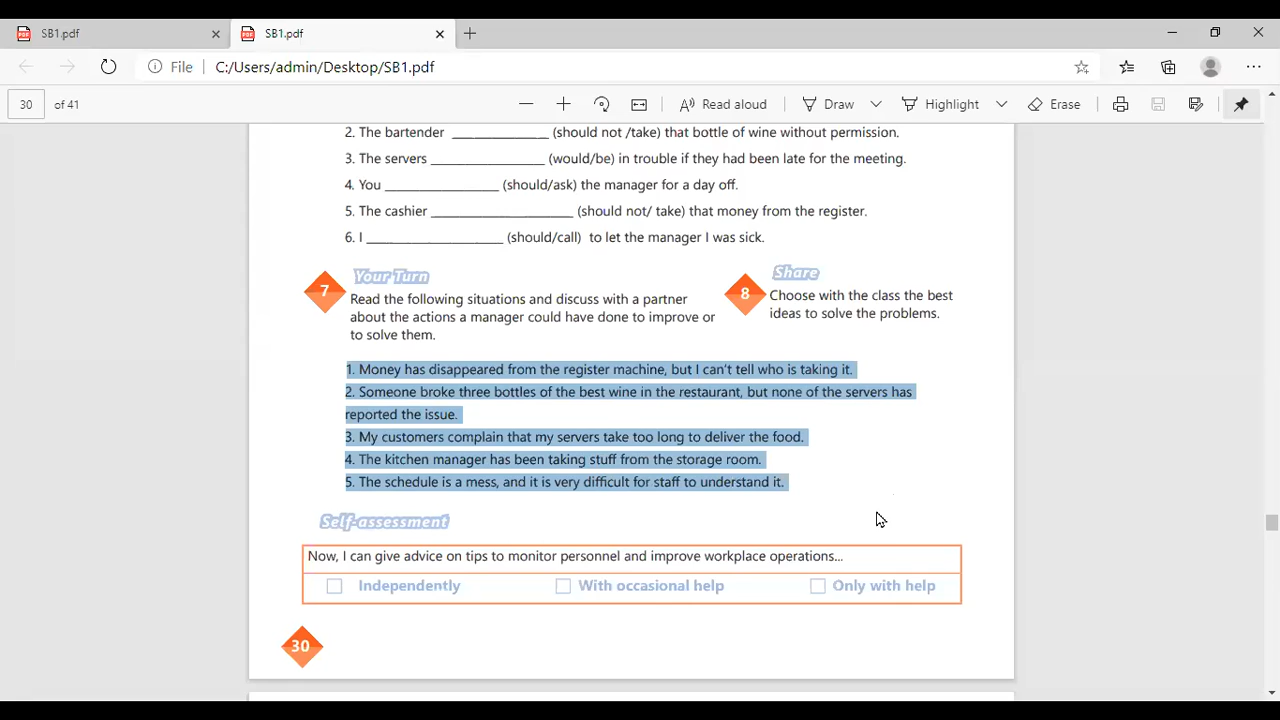 SB1.pdf
SB1.pdf
File C:/Users/admin/Desktop/SB1.pdf
30 of 41 Read aloud Draw Highlight Erase
2. The bartender ______________ (should not /take) that bottle of wine without permission.
3. The servers _________________ (would/be) in trouble if they had been late for the meeting.
4. You _________________ (should/ask) the manager for a day off.
5. The cashier _____________________ (should not/ take) that money from the register.
6. I ____________________ (should/call) to let the manager I was sick.
7 Your Turn
Read the following situations and discuss with a partner
about the actions a manager could have done to improve or
to solve them.
8 Share
Choose with the class the best
ideas to solve the problems.
1. Money has disappeared from the register machine, but I can't tell who is taking it.
2. Someone broke three bottles of the best wine in the restaurant, but none of the servers has
reported the issue.
3. My customers complain that my servers take too long to deliver the food.
4. The kitchen manager has been taking stuff from the storage room.
5. The schedule is a mess, and it is very difficult for staff to understand it.
Self-assessment
Now, I can give advice on tips to monitor personnel and improve workplace operations...
Independently With occasional help Only with help
30